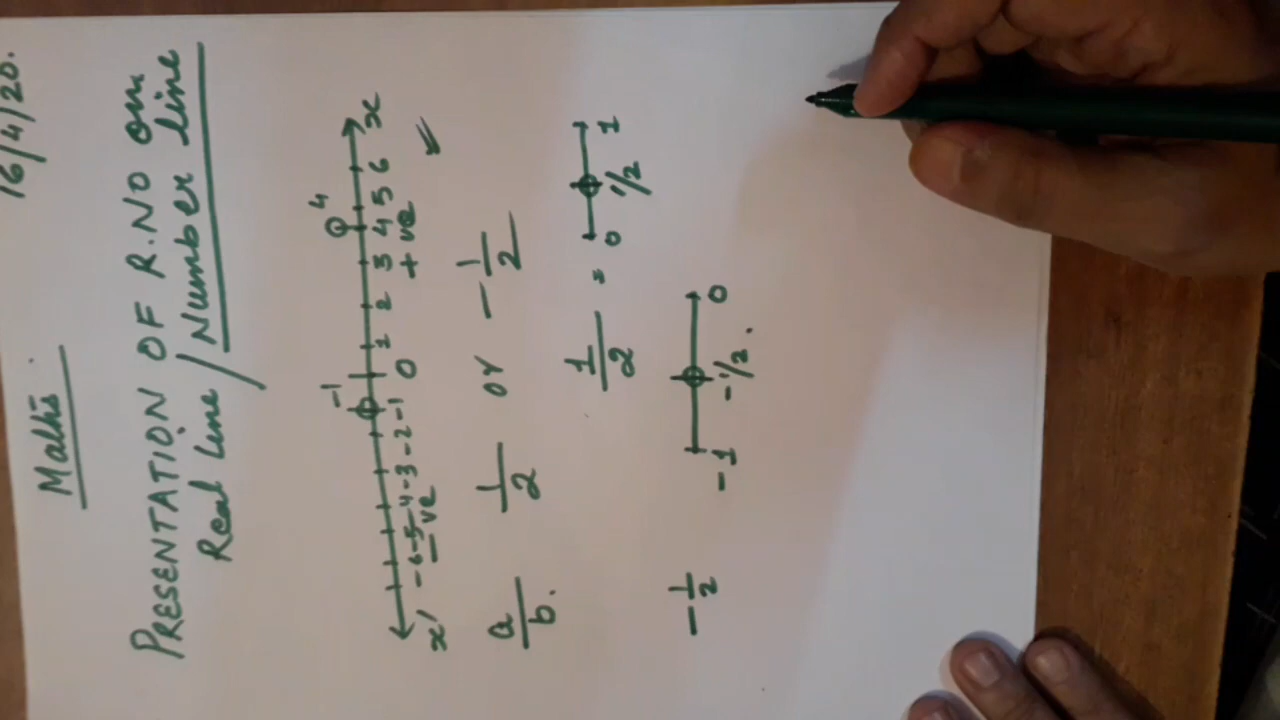 16/4/20.
Maths.
PRESENTATION OF R.NO on
Real Line / Number Line
-1 4
x' -6 -5 -4 -3 -2 -1 0 1 2 3 4 5 6 x
-ve +ve
a/b. 1/2 or -1/2
1/2 = 0 1/2 1
-1/2 -1 -1/2. 0